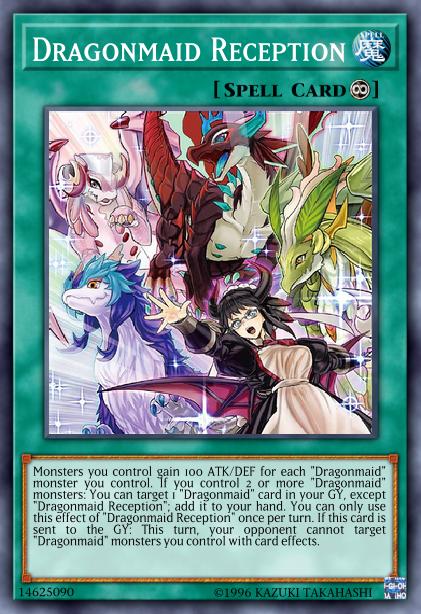 DRAGONMAID RECEPTION
SPELL
魔
[SPELL CARD]
Monsters you control gain 100 ATK/DEF for each "Dragonmaid"
monster you control. If you control 2 or more "Dragonmaid"
monsters: You can target 1 "Dragonmaid" card in your GY, except
"Dragonmaid Reception"; add it to your hand. You can only use
this effect of "Dragonmaid Reception" once per turn. If this card is
sent to the GY: This turn, your opponent cannot target
"Dragonmaid" monsters you control with card effects.
14625090
©1996 KAZUKI TAKAHASHI